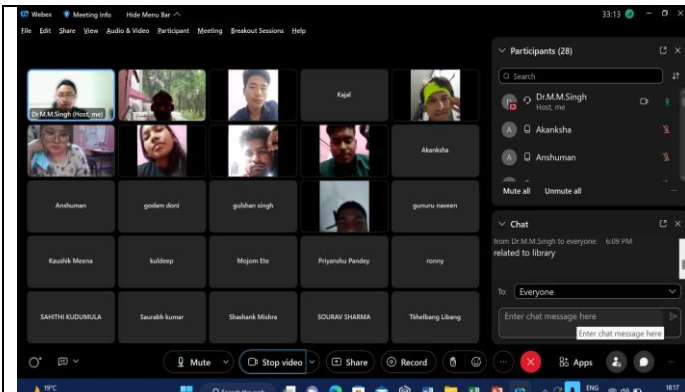 Webex Meeting Info Hide Menu Bar 33:13
File Edit Share View Audio & Video Participant Meeting Breakout Sessions Help
Participants (28)
Search
Dr.M.M.Singh
Host, me
Akanksha
Anshuman
Mute all Unmute all
Dr.M.M.Singh (Host, me)
Kajal
Akanksha
Anshuman godam doni gulshan singh gunuru naveen
Kaushik Meena kuldeep Mojom Ete Priyanshu Pandey ronny
SAHITHI KUDUMULA Saurabh kumar Shashank Mishra SOURAV SHARMA Tkhelbang Libang
Chat
from Dr.M.M.Singh to everyone: 6:09 PM
related to library
To: Everyone
Enter chat message here
Enter chat message here
Mute Stop video Share Record Apps
19°C ENG 18:17